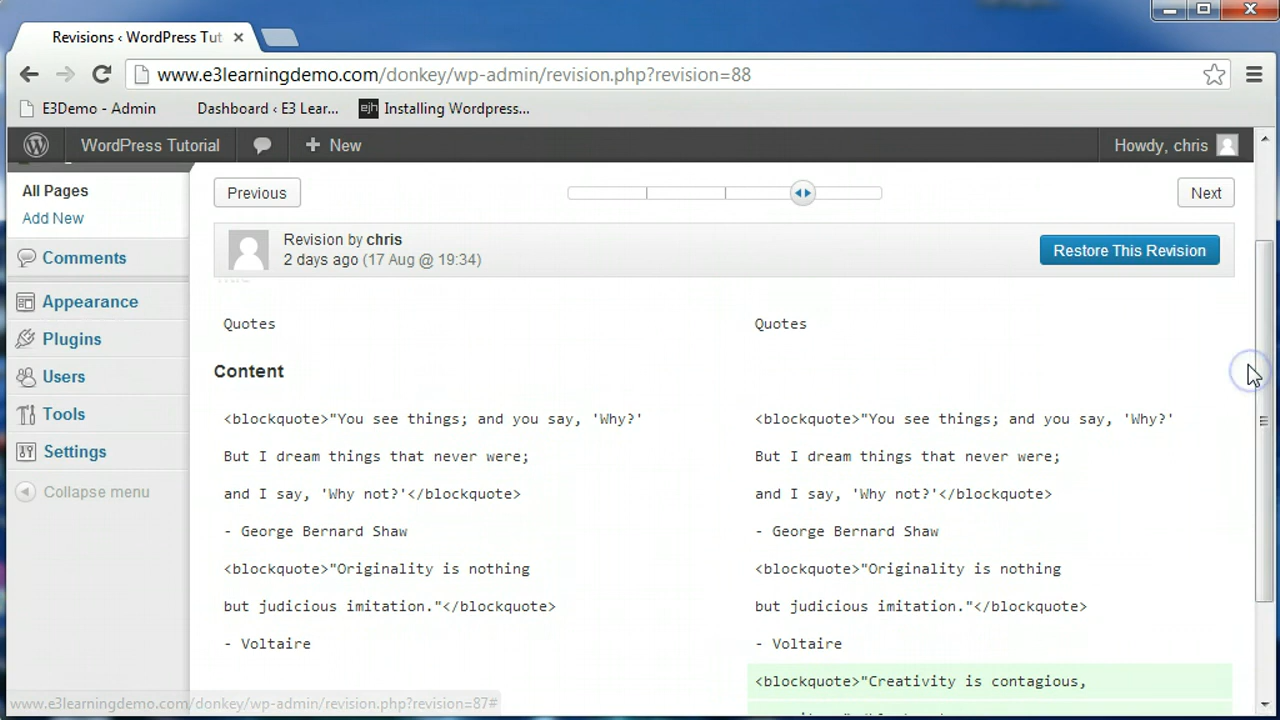 Revisions ‹ WordPress Tut
www.e3learningdemo.com/donkey/wp-admin/revision.php?revision=88
E3Demo - Admin Dashboard ‹ E3 Lear... ejh Installing Wordpress...
WordPress Tutorial + New Howdy, chris
All Pages
Add New
Comments
Appearance
Plugins
Users
Tools
Settings
Collapse menu
Previous Next
Revision by chris
2 days ago (17 Aug @ 19:34)
Restore This Revision
Title
Quotes Quotes
Content
<blockquote>"You see things; and you say, 'Why?' <blockquote>"You see things; and you say, 'Why?'
But I dream things that never were; But I dream things that never were;
and I say, 'Why not?'</blockquote> and I say, 'Why not?'</blockquote>
- George Bernard Shaw - George Bernard Shaw
<blockquote>"Originality is nothing <blockquote>"Originality is nothing
but judicious imitation."</blockquote> but judicious imitation."</blockquote>
- Voltaire - Voltaire
<blockquote>"Creativity is contagious,
www.e3learningdemo.com/donkey/wp-admin/revision.php?revision=87#